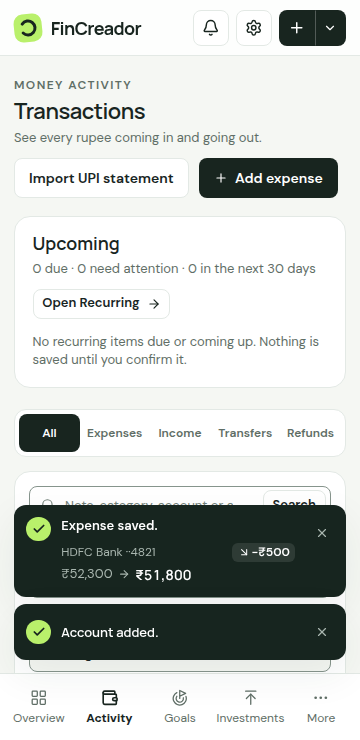 FinCreador
MONEY ACTIVITY
Transactions
See every rupee coming in and going out.
Import UPI statement
+ Add expense
Upcoming
0 due · 0 need attention · 0 in the next 30 days
Open Recurring →
No recurring items due or coming up. Nothing is
saved until you confirm it.
All Expenses Income Transfers Refunds
Expense saved.
HDFC Bank ··4821
↘ -₹500
₹52,300 → ₹51,800
Account added.
Overview Activity Goals Investments More